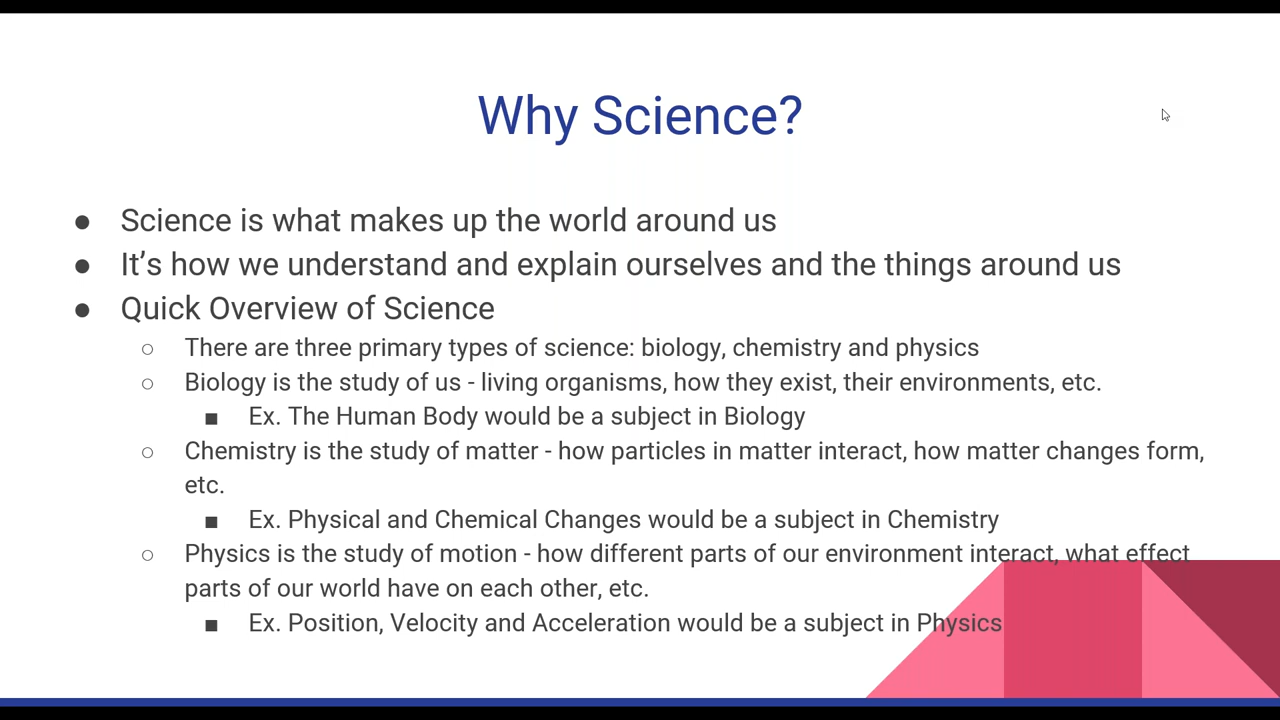 Why Science?
● Science is what makes up the world around us
● It’s how we understand and explain ourselves and the things around us
● Quick Overview of Science
○ There are three primary types of science: biology, chemistry and physics
○ Biology is the study of us - living organisms, how they exist, their environments, etc.
■ Ex. The Human Body would be a subject in Biology
○ Chemistry is the study of matter - how particles in matter interact, how matter changes form,
etc.
■ Ex. Physical and Chemical Changes would be a subject in Chemistry
○ Physics is the study of motion - how different parts of our environment interact, what effect
parts of our world have on each other, etc.
■ Ex. Position, Velocity and Acceleration would be a subject in Physics